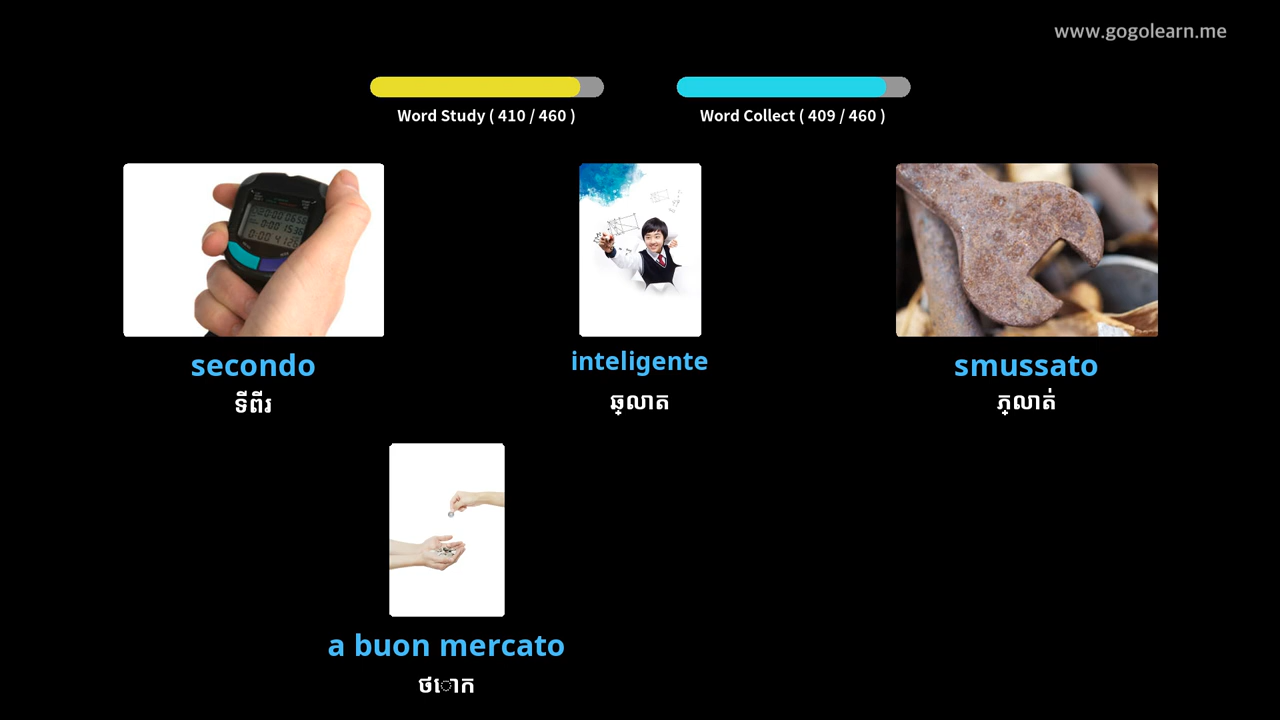 www.gogolearn.me
Word Study ( 410 / 460 )
Word Collect ( 409 / 460 )
secondo
inteligente
smussato
ទីពីរ
ឆ្លាត
ភ្លាត់
a buon mercato
ថោក